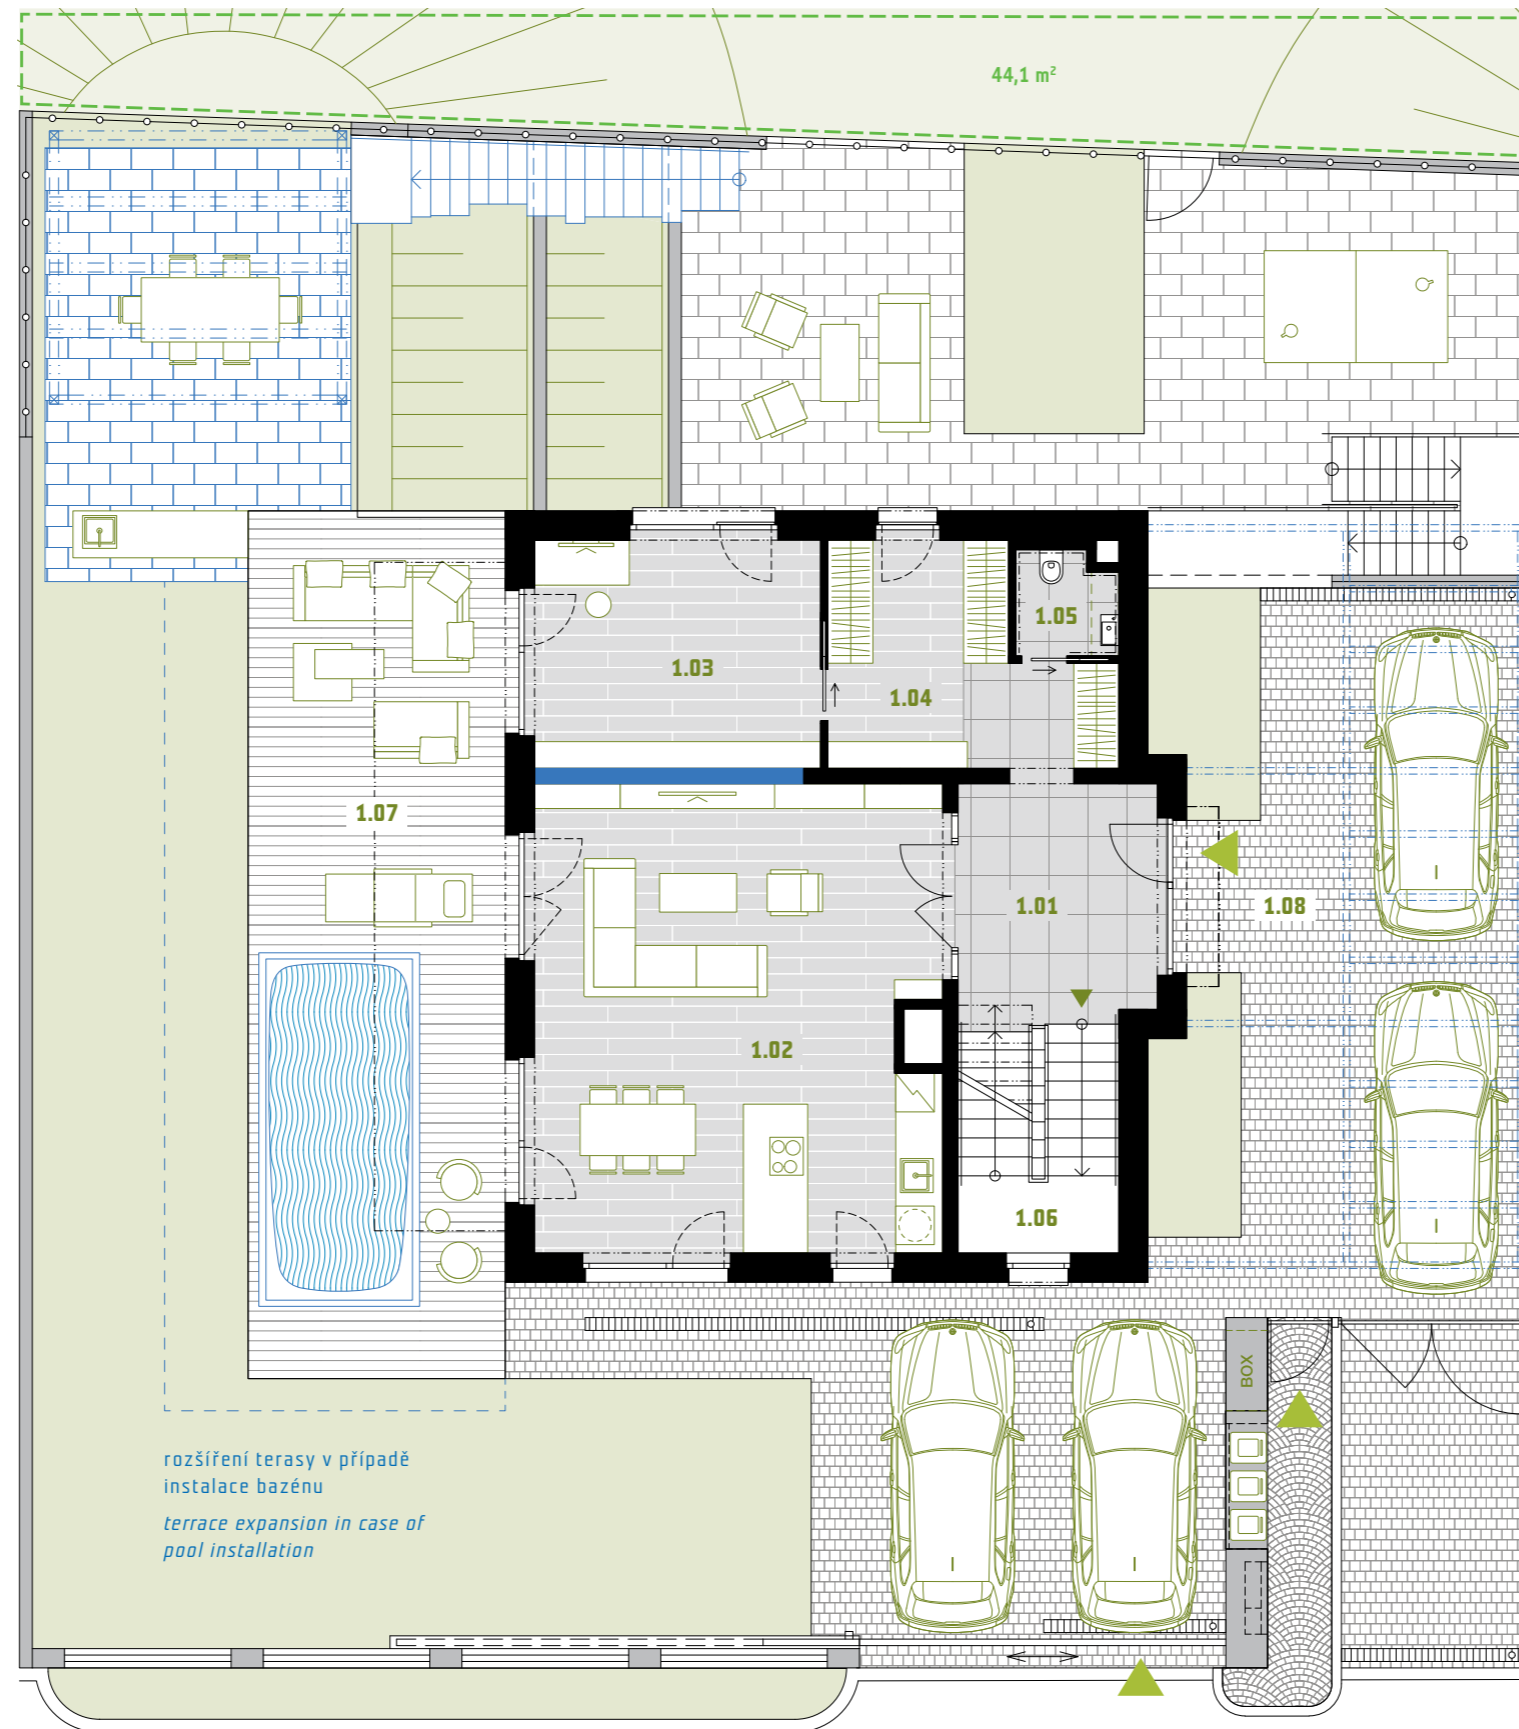 44,1 m²
1.05
1.03
1.04
1.07
1.01
1.08
1.02
1.06
BOX
rozšíření terasy v případě
instalace bazénu
terrace expansion in case of
pool installation